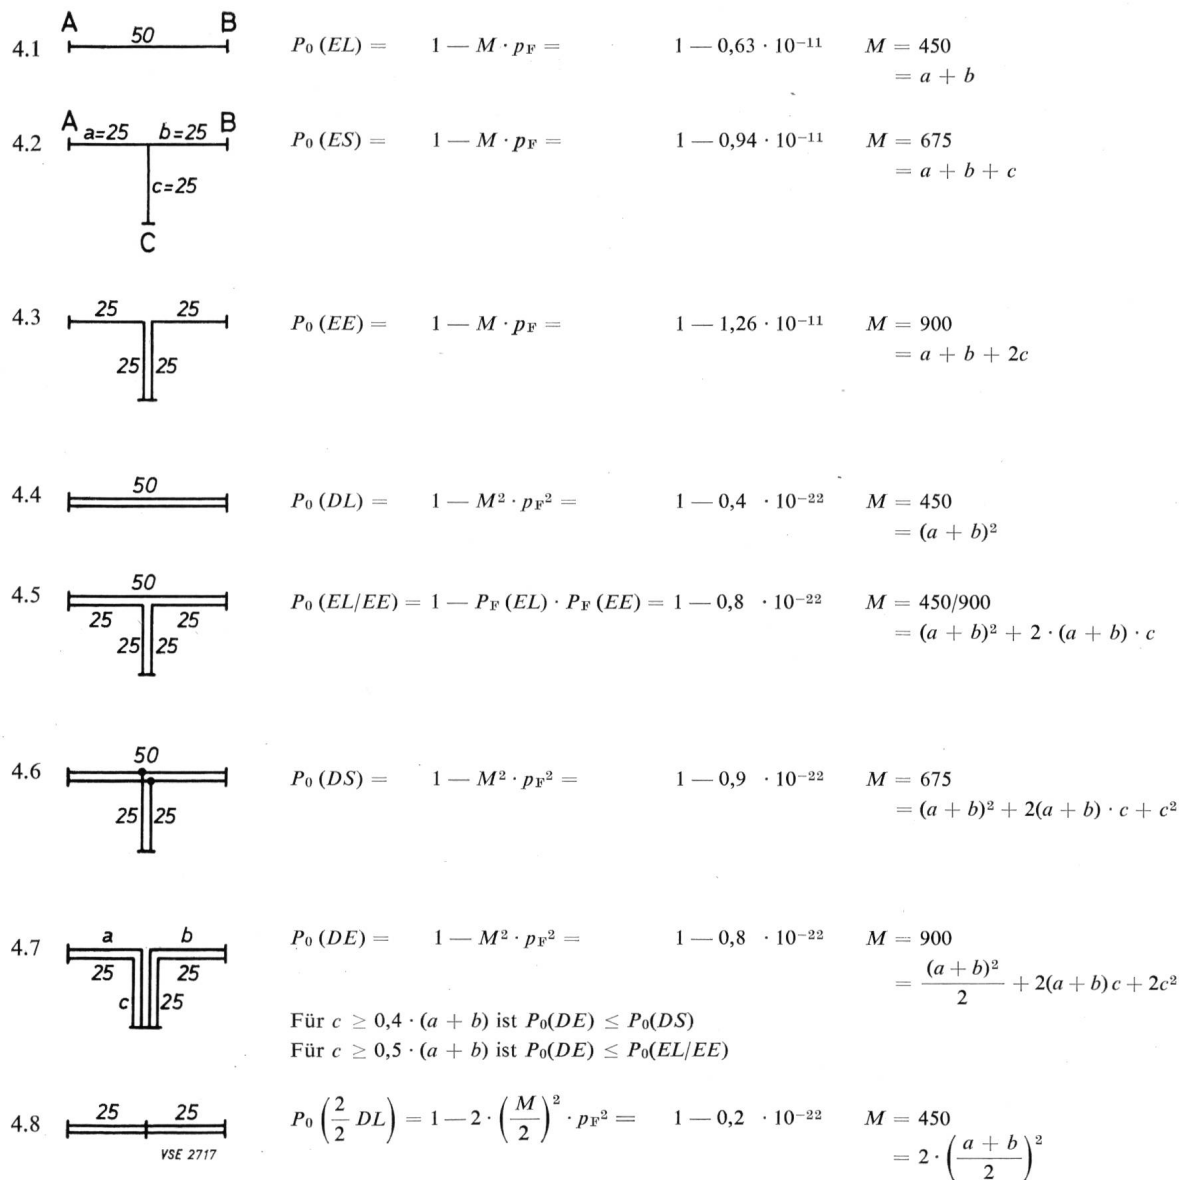 A B
4.1 50 P₀ (EL) = 1 — M · p_F = 1 — 0,63 · 10⁻¹¹ M = 450
= a + b
A a=25 b=25 B
4.2 P₀ (ES) = 1 — M · p_F = 1 — 0,94 · 10⁻¹¹ M = 675
c=25 = a + b + c
C
25 25
4.3 P₀ (EE) = 1 — M · p_F = 1 — 1,26 · 10⁻¹¹ M = 900
25 25 = a + b + 2c
4.4 50 P₀ (DL) = 1 — M² · p_F² = 1 — 0,4 · 10⁻²² M = 450
= (a + b)²
50
4.5 P₀ (EL/EE) = 1 — P_F (EL) · P_F (EE) = 1 — 0,8 · 10⁻²² M = 450/900
25 25
25 25 = (a + b)² + 2 · (a + b) · c
50
4.6 P₀ (DS) = 1 — M² · p_F² = 1 — 0,9 · 10⁻²² M = 675
25 25 = (a + b)² + 2(a + b) · c + c²
a b
4.7 P₀ (DE) = 1 — M² · p_F² = 1 — 0,8 · 10⁻²² M = 900
25 25
c 25 = (a + b)²/2 + 2(a + b) c + 2c²
Für c ≥ 0,4 · (a + b) ist P₀(DE) ≤ P₀(DS)
Für c ≥ 0,5 · (a + b) ist P₀(DE) ≤ P₀(EL/EE)
25 25
4.8 P₀ (2/2 DL) = 1 — 2 · (M/2)² · p_F² = 1 — 0,2 · 10⁻²² M = 450
VSE 2717 = 2 · ((a + b)/2)²